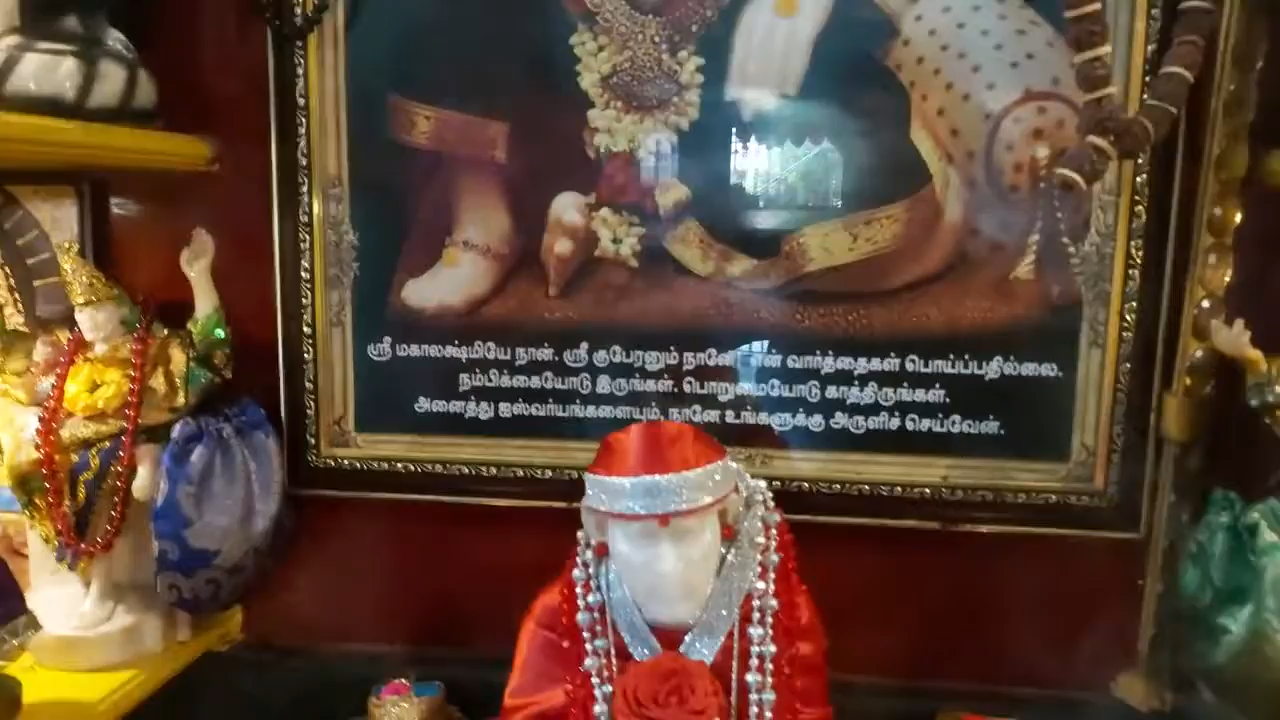 ஸ்ரீ மகாலக்ஷ்மியே நான். ஸ்ரீ குபேரனும் நானே! என் வார்த்தைகள் பொய்ப்பதில்லை.
நம்பிக்கையோடு இருங்கள். பொறுமையோடு காத்திருங்கள்.
அனைத்து ஐஸ்வர்யங்களையும், நானே உங்களுக்கு அருளிச் செய்வேன்.